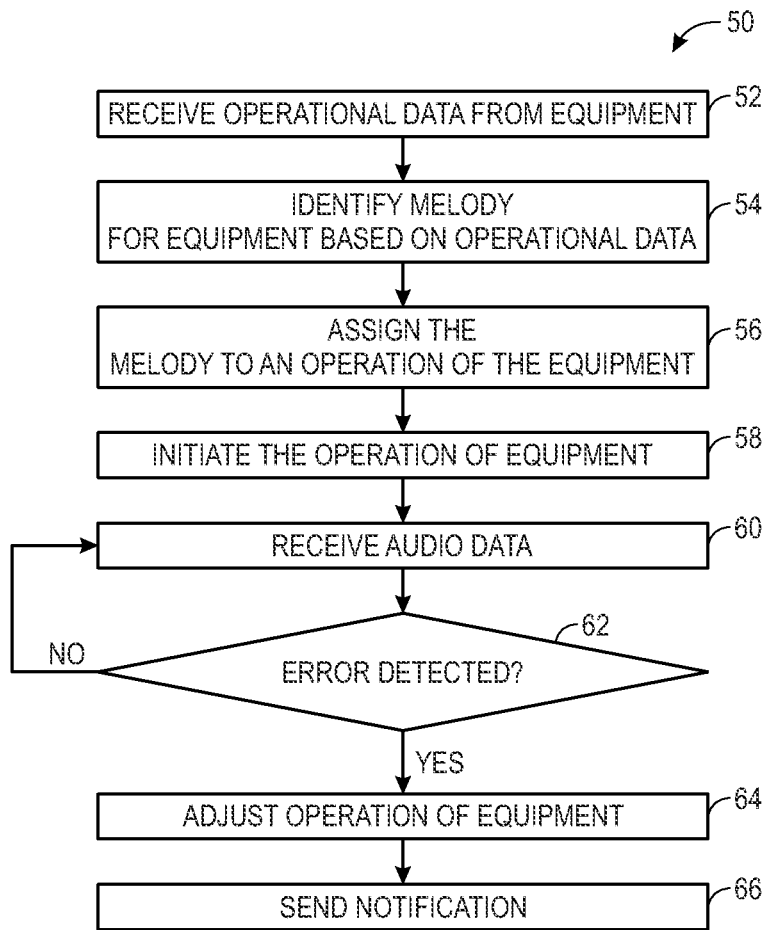 50
RECEIVE OPERATIONAL DATA FROM EQUIPMENT
52
IDENTIFY MELODY
FOR EQUIPMENT BASED ON OPERATIONAL DATA
54
ASSIGN THE
MELODY TO AN OPERATION OF THE EQUIPMENT
56
INITIATE THE OPERATION OF EQUIPMENT
58
RECEIVE AUDIO DATA
60
62
NO
ERROR DETECTED?
YES
ADJUST OPERATION OF EQUIPMENT
64
SEND NOTIFICATION
66